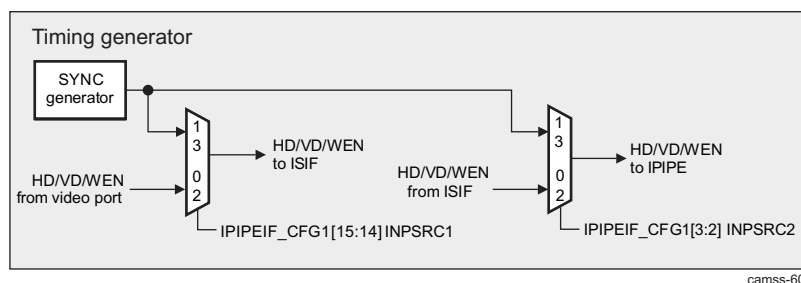 Timing generator
SYNC
generator
1
3
0
2
HD/VD/WEN
to ISIF
HD/VD/WEN
from video port
IPIPEIF_CFG1[15:14] INPSRC1
1
3
0
2
HD/VD/WEN
to IPIPE
HD/VD/WEN
from ISIF
IPIPEIF_CFG1[3:2] INPSRC2
camss-60